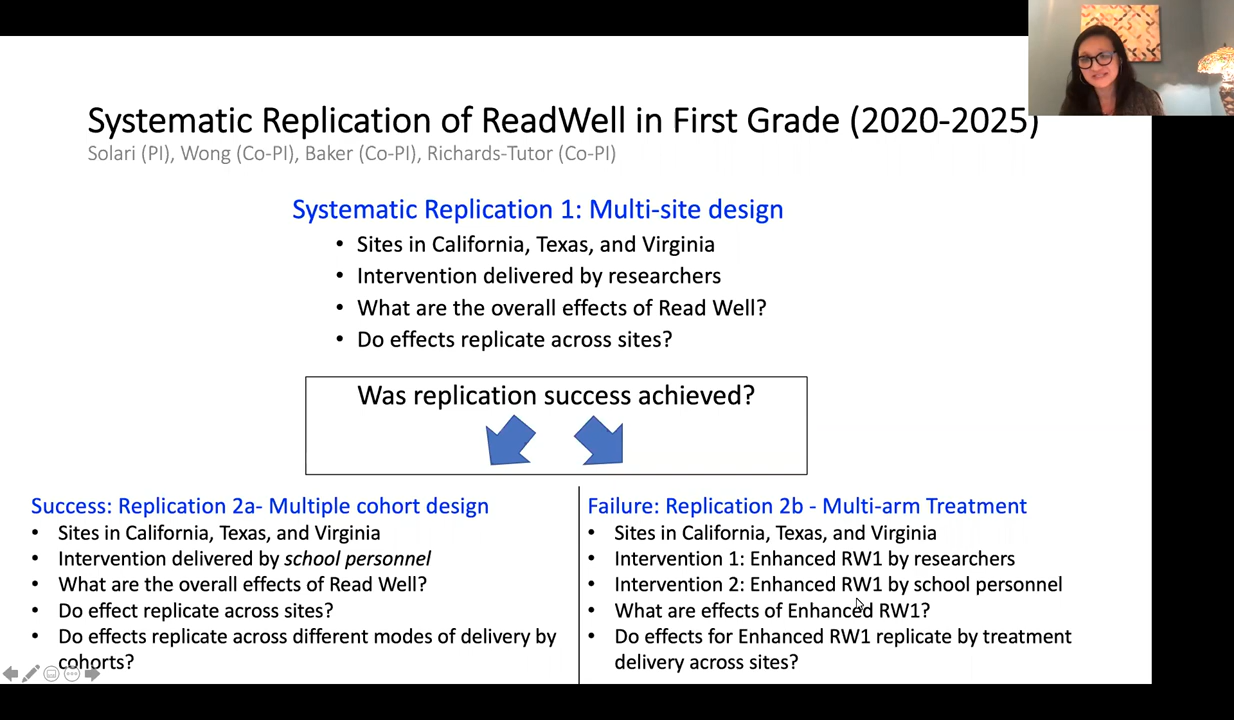 Systematic Replication of ReadWell in First Grade (2020-2025)
Solari (PI), Wong (Co-PI), Baker (Co-PI), Richards-Tutor (Co-PI)
Systematic Replication 1: Multi-site design
• Sites in California, Texas, and Virginia
• Intervention delivered by researchers
• What are the overall effects of Read Well?
• Do effects replicate across sites?
Was replication success achieved?
Success: Replication 2a- Multiple cohort design
• Sites in California, Texas, and Virginia
• Intervention delivered by school personnel
• What are the overall effects of Read Well?
• Do effect replicate across sites?
• Do effects replicate across different modes of delivery by
cohorts?
Failure: Replication 2b - Multi-arm Treatment
• Sites in California, Texas, and Virginia
• Intervention 1: Enhanced RW1 by researchers
• Intervention 2: Enhanced RW1 by school personnel
• What are effects of Enhanced RW1?
• Do effects for Enhanced RW1 replicate by treatment
delivery across sites?